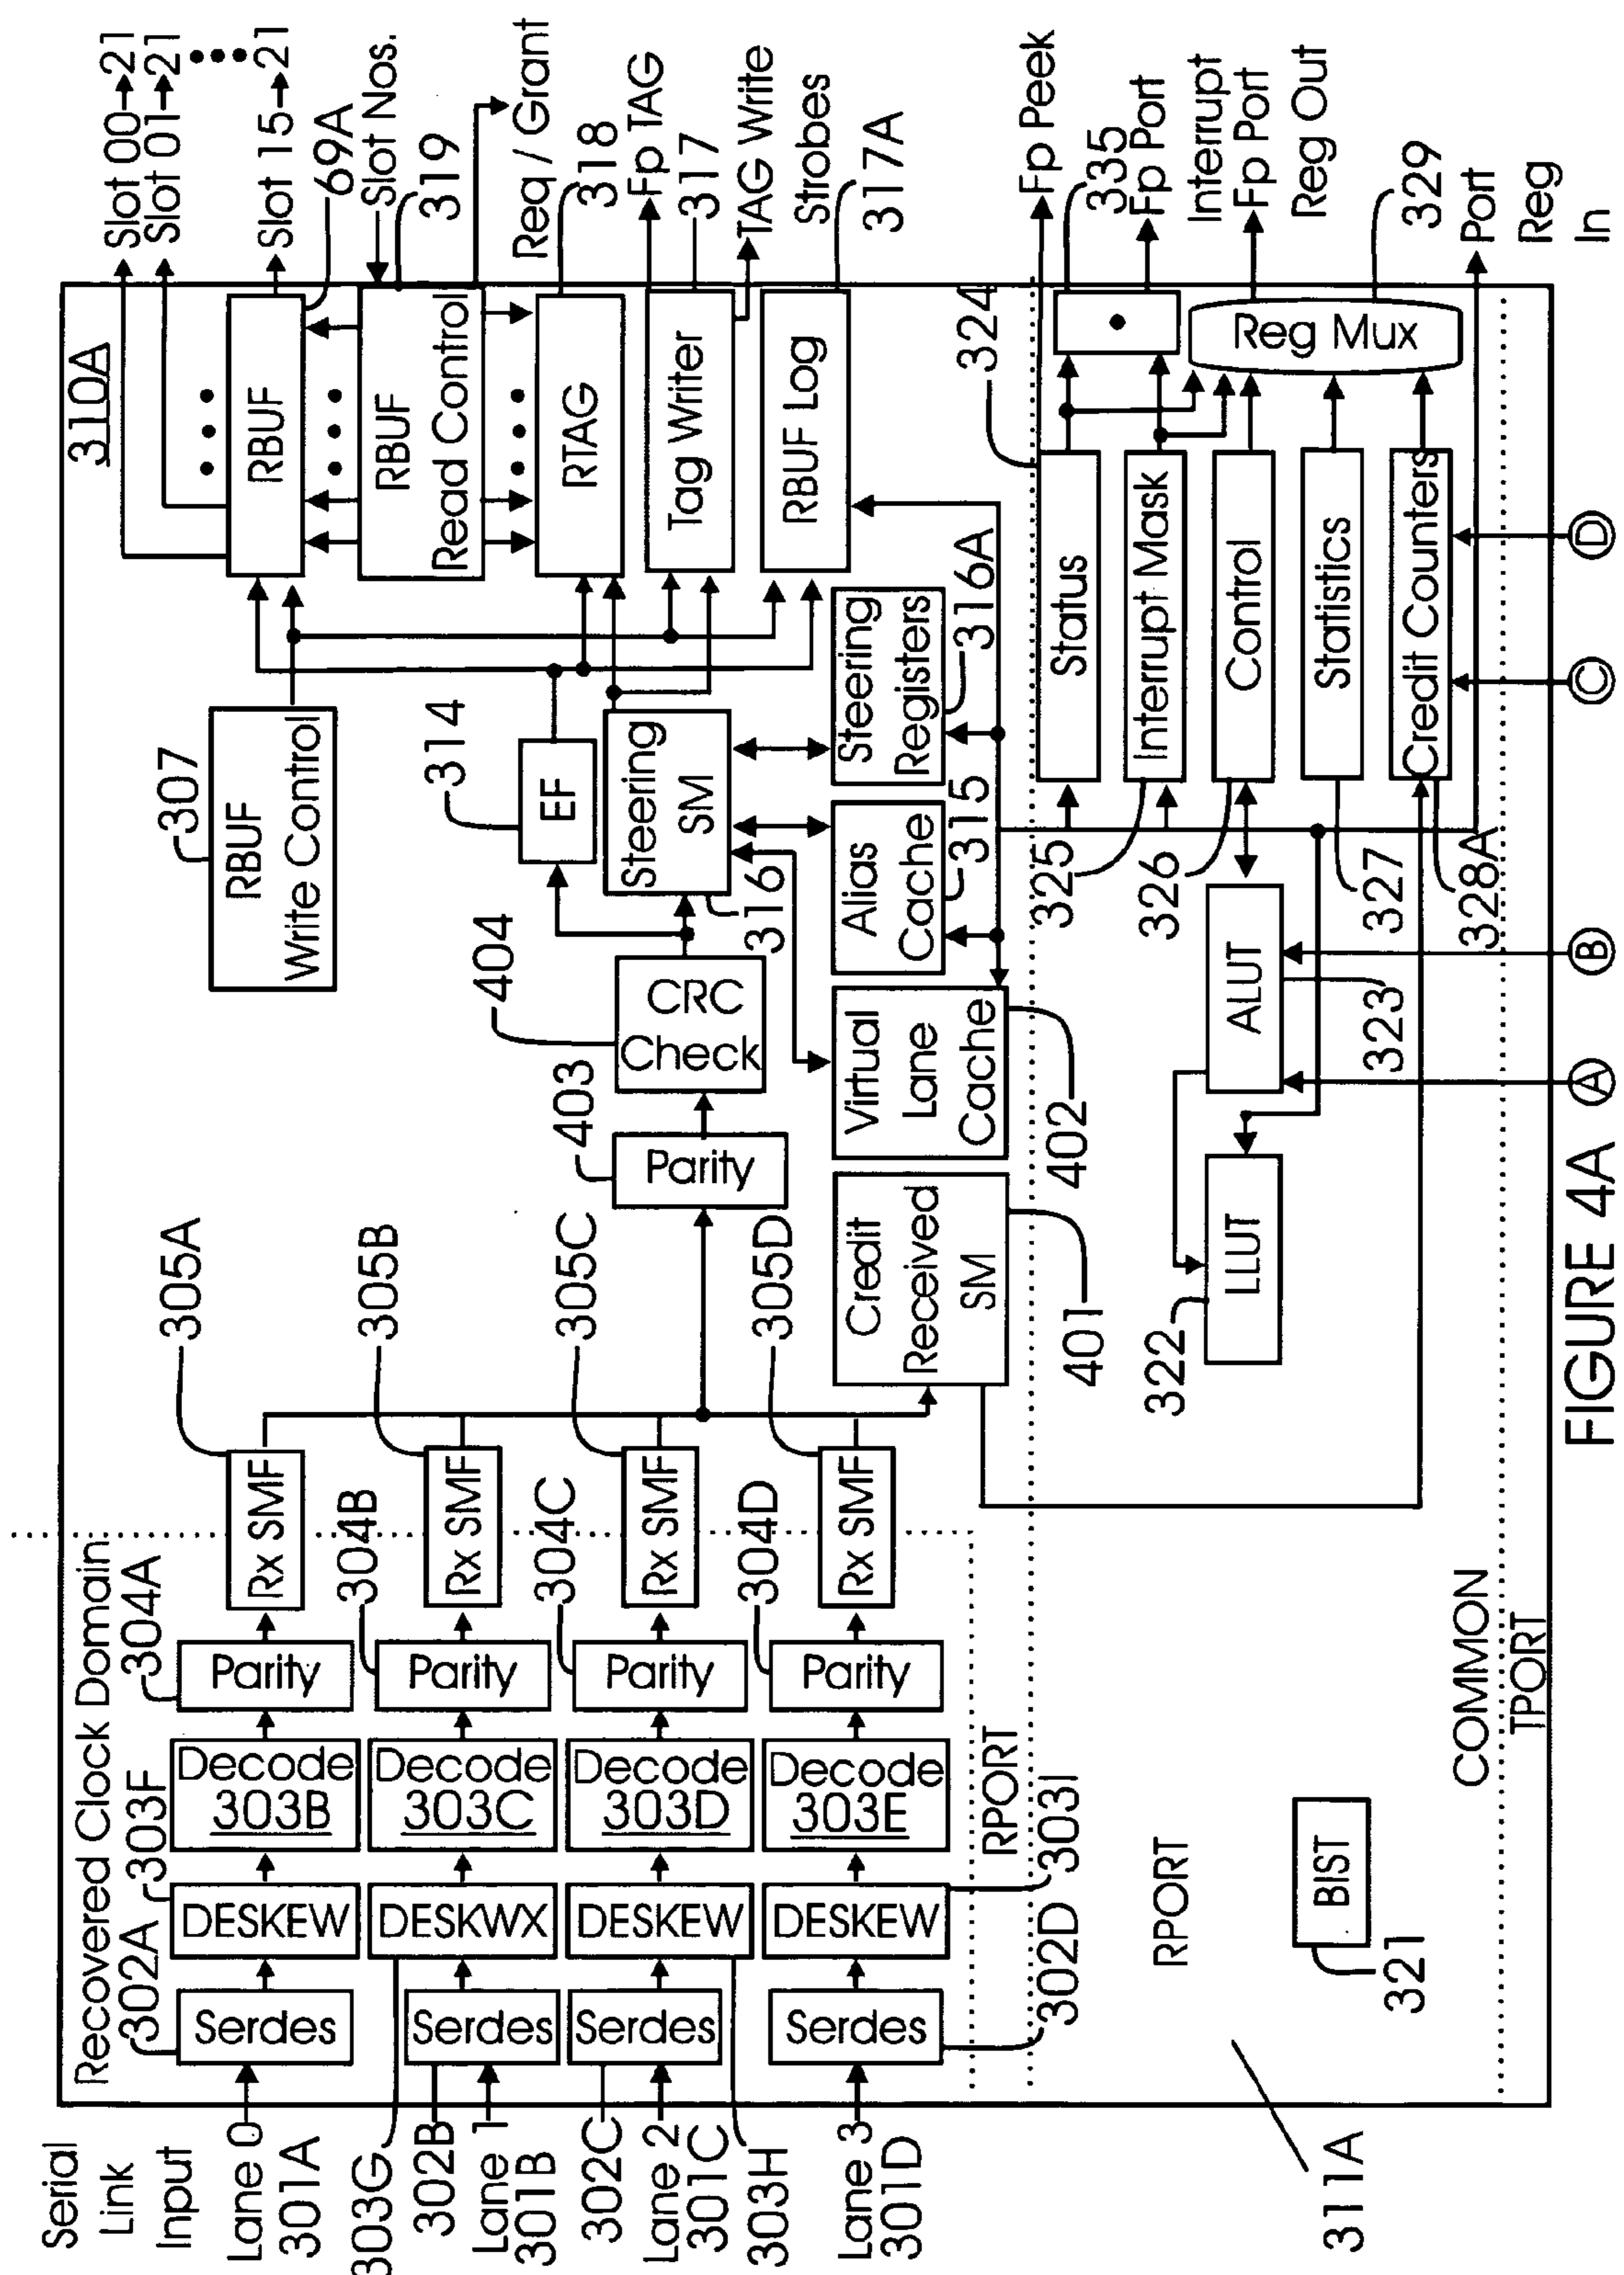 Serial
Link
Input
Lane 0
301A
303G
302B
Lane 1
301B
302C
Lane 2
301C
303H
Lane 3
301D
311A
Recovered Clock Domain
302A
303F
304A
305A
Serdes
DESKEW
Decode
303B
Parity
Rx SMF
304B
305B
Serdes
DESKWX
Decode
303C
Parity
Rx SMF
304C
305C
Serdes
DESKEW
Decode
303D
Parity
Rx SMF
304D
305D
Serdes
DESKEW
Decode
303E
Parity
Rx SMF
302D
303I
RPORT
403
Parity
404
CRC
Check
Credit
Received
SM
401
Virtual
Lane
Cache
402
307
RBUF
Write Control
314
EF
Steering
SM
316
Alias
Cache
315
Steering
Registers
316A
310A
RBUF
69A
RBUF
Read Control
319
RTAG
318
Tag Writer
317
RBUF Log
317A
Slot 00
21
Slot 01
21
Slot 15
21
Slot Nos.
Req / Grant
Fp TAG
TAG Write
Strobes
Fp Peek
335
Fp Port
Interrupt
Fp Port
Reg Out
329
Port
Reg
In
324
Status
325
Interrupt Mask
326
Control
327
Statistics
328A
Credit Counters
Reg Mux
RPORT
BIST
321
322
LLUT
ALUT
323
COMMON
TPORT
A
B
C
D
FIGURE 4A